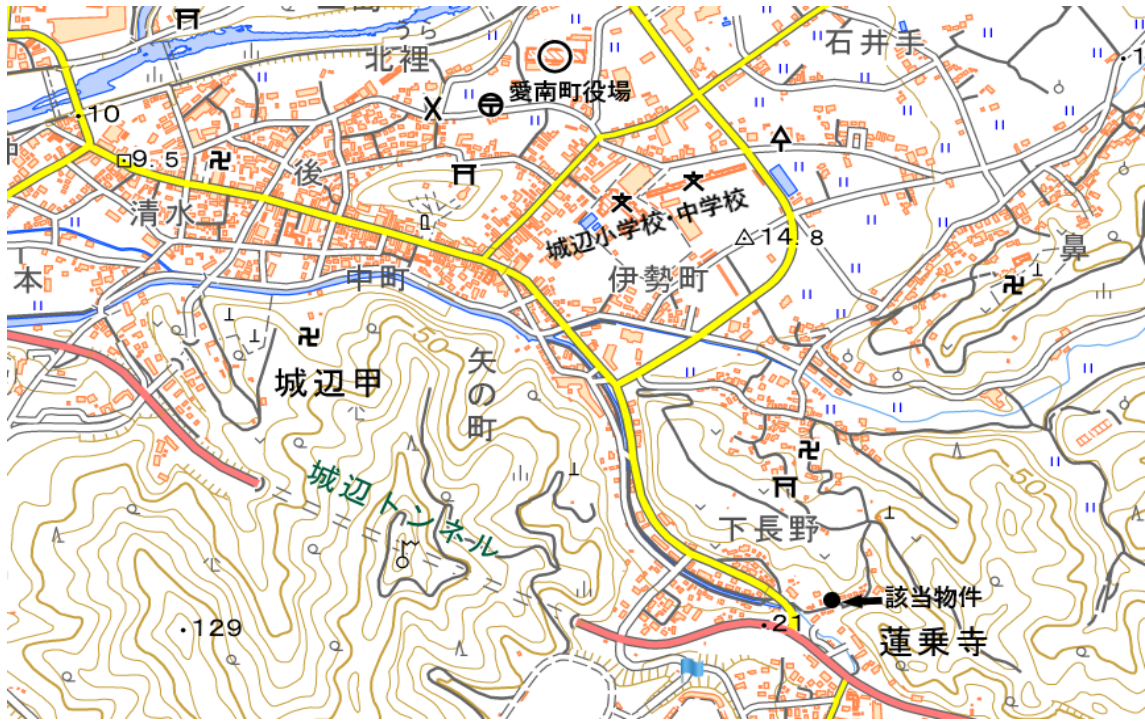 うら
北裡
石井手
愛南町役場
10
9.5
後
清水
城辺小学校・中学校
14.8
鼻
本
中町
伊勢町
50
矢の町
城辺甲
50
城辺トンネル
下長野
該当物件
129
21
蓮乗寺